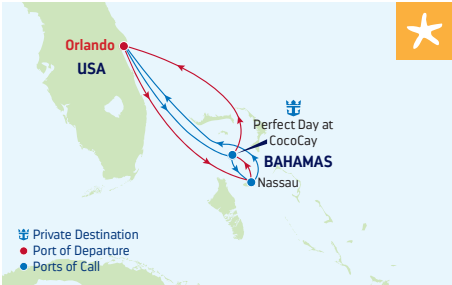 Orlando
USA
Perfect Day at
CocoCay
BAHAMAS
Nassau
Private Destination
Port of Departure
Ports of Call